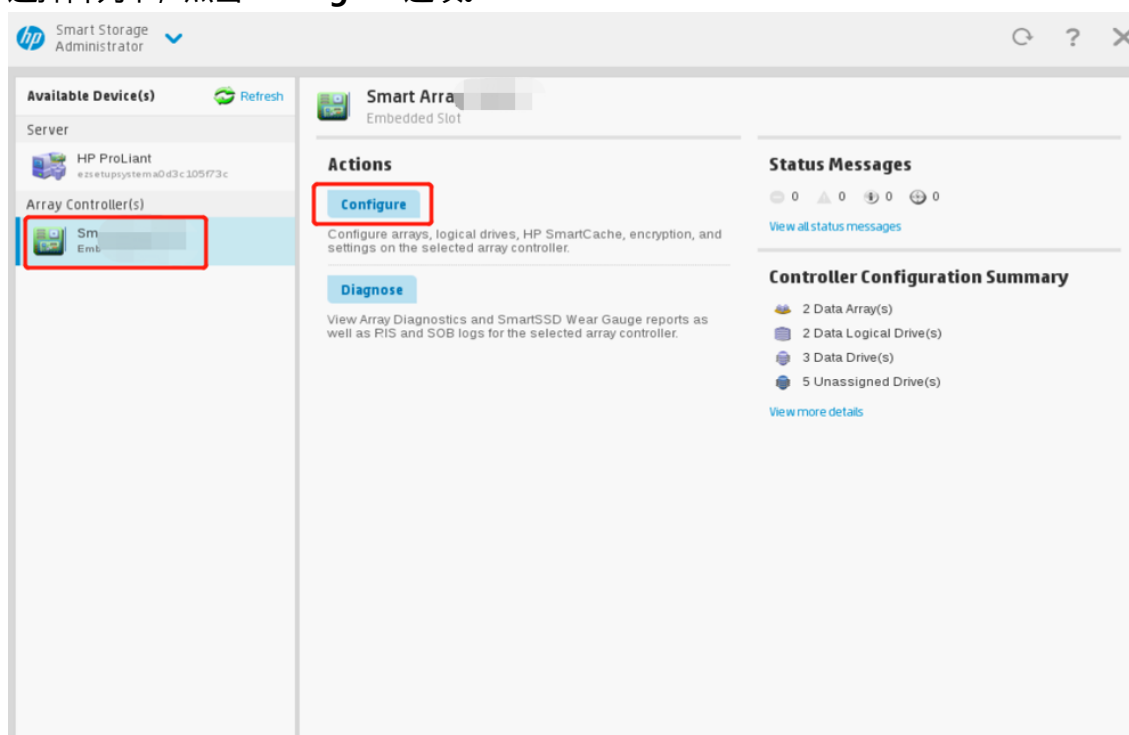 点击
hp
Smart Storage
Administrator
?
Available Device(s)
Refresh
Server
HP ProLiant
ezsetupsystema0d3c105f73c
Array Controller(s)
Sm
Emb
Smart Arra
Embedded Slot
Actions
Configure
Configure arrays, logical drives, HP SmartCache, encryption, and
settings on the selected array controller.
Diagnose
View Array Diagnostics and SmartSSD Wear Gauge reports as
well as RIS and SOB logs for the selected array controller.
Status Messages
0 0 0 0
View all status messages
Controller Configuration Summary
2 Data Array(s)
2 Data Logical Drive(s)
3 Data Drive(s)
5 Unassigned Drive(s)
View more details